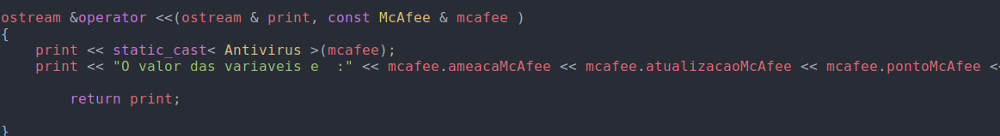 ostream &operator <<(ostream & print, const McAfee & mcafee )
{
    print << static_cast< Antivirus >(mcafee);
    print << "O valor das variaveis e  :" << mcafee.ameacaMcAfee << mcafee.atualizacaoMcAfee << mcafee.pontoMcAfee <<
        return print;
}